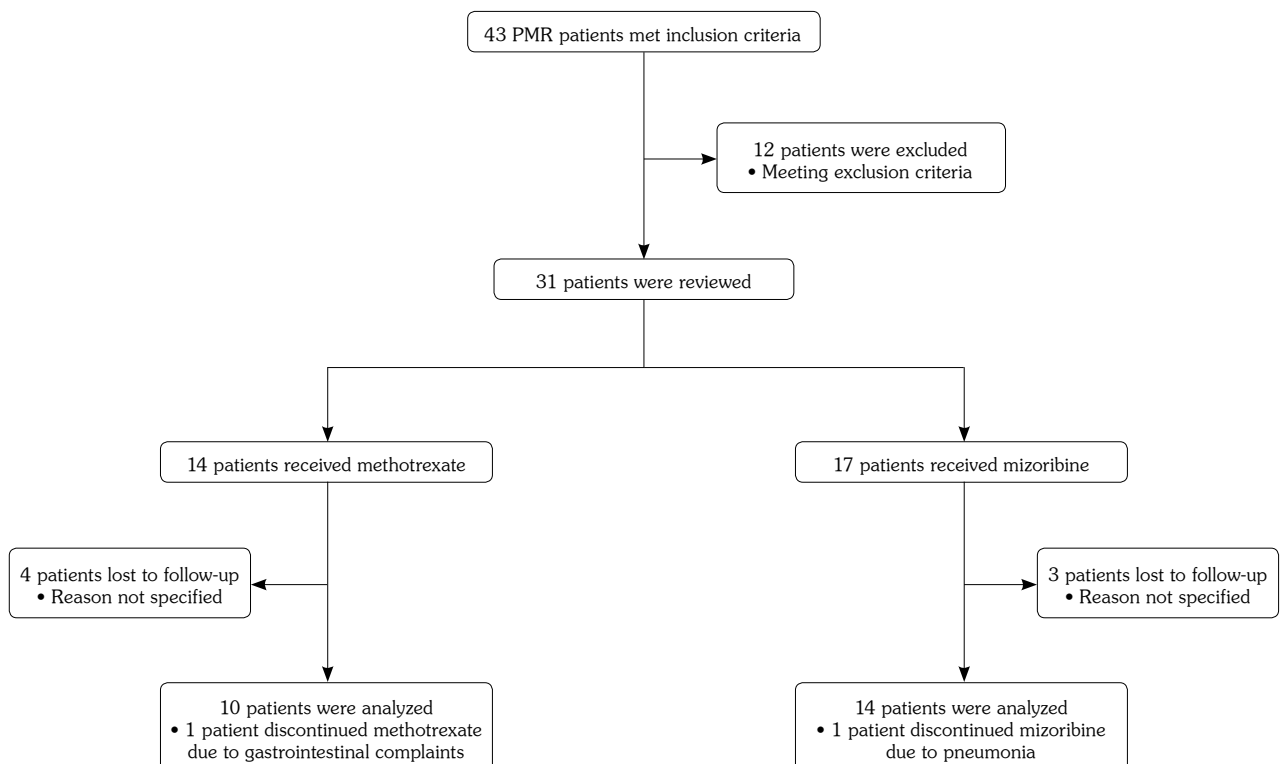 43 PMR patients met inclusion criteria
12 patients were excluded
• Meeting exclusion criteria
31 patients were reviewed
14 patients received methotrexate
17 patients received mizoribine
4 patients lost to follow-up
• Reason not specified
3 patients lost to follow-up
• Reason not specified
10 patients were analyzed
• 1 patient discontinued methotrexate
due to gastrointestinal complaints
14 patients were analyzed
• 1 patient discontinued mizoribine
due to pneumonia